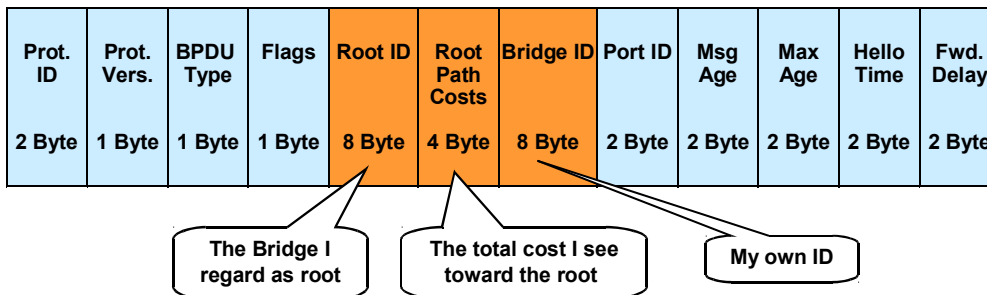 Prot. ID
2 Byte
Prot. Vers.
1 Byte
BPDU Type
1 Byte
Flags
1 Byte
Root ID
8 Byte
Root Path Costs
4 Byte
Bridge ID
8 Byte
Port ID
2 Byte
Msg Age
2 Byte
Max Age
2 Byte
Hello Time
2 Byte
Fwd. Delay
2 Byte
The Bridge I
regard as root
The total cost I see
toward the root
My own ID